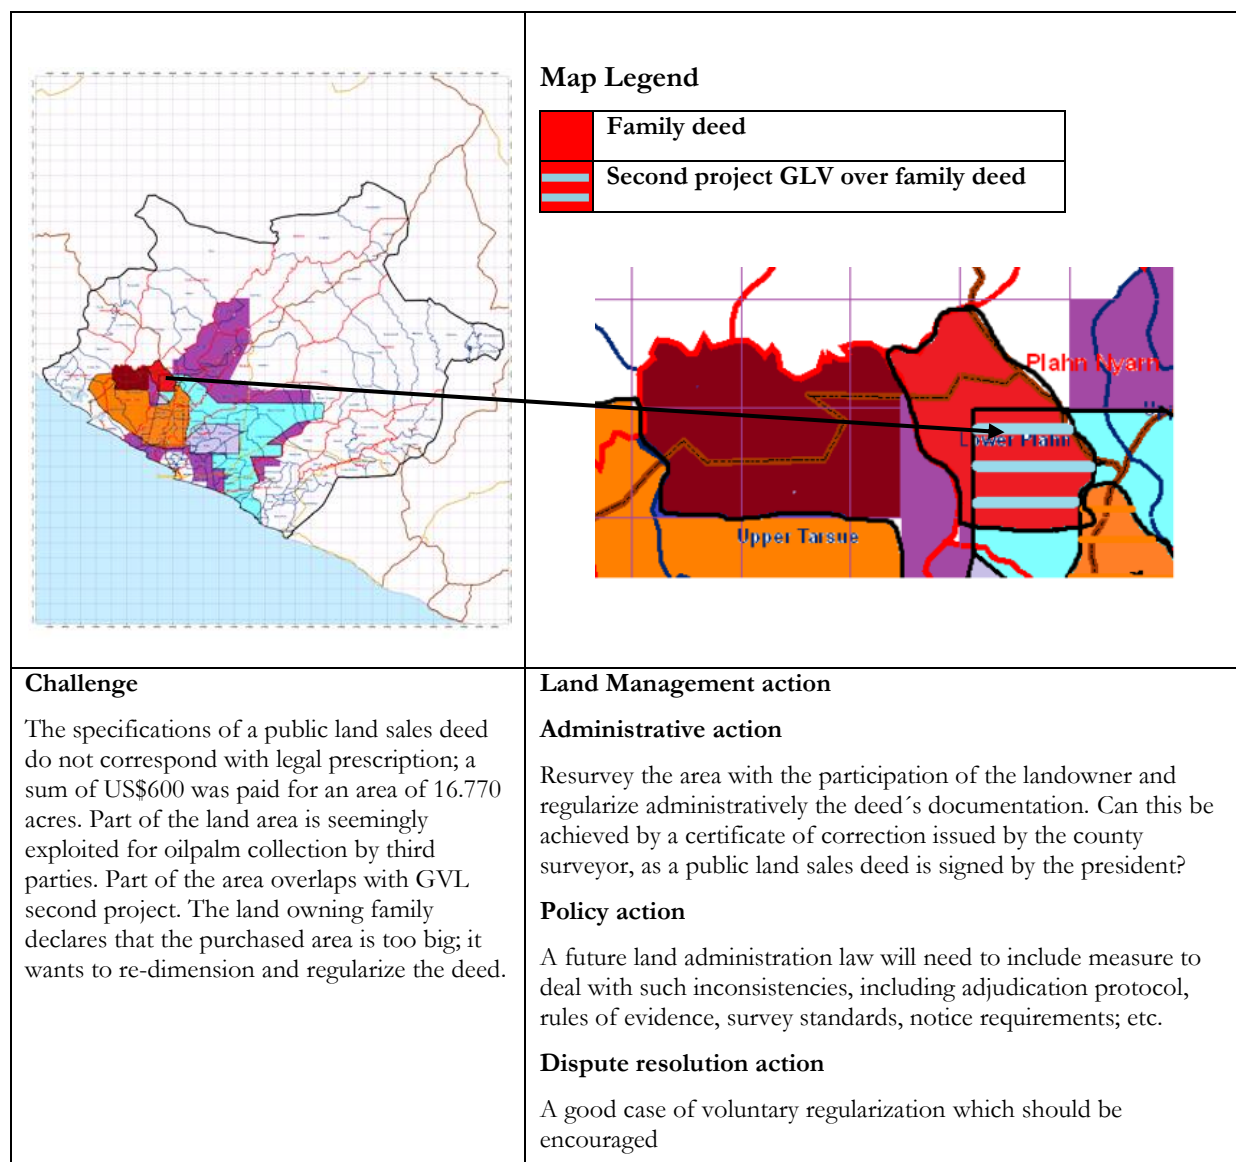 Map Legend
Family deed
Second project GLV over family deed
Plahn Nyarn
Lower Plahn
Upper Tarsue
Challenge
The specifications of a public land sales deed
do not correspond with legal prescription; a
sum of US$600 was paid for an area of 16.770
acres. Part of the land area is seemingly
exploited for oilpalm collection by third
parties. Part of the area overlaps with GVL
second project. The land owning family
declares that the purchased area is too big; it
wants to re-dimension and regularize the deed.
Land Management action
Administrative action
Resurvey the area with the participation of the landowner and
regularize administratively the deed´s documentation. Can this be
achieved by a certificate of correction issued by the county
surveyor, as a public land sales deed is signed by the president?
Policy action
A future land administration law will need to include measure to
deal with such inconsistencies, including adjudication protocol,
rules of evidence, survey standards, notice requirements; etc.
Dispute resolution action
A good case of voluntary regularization which should be
encouraged